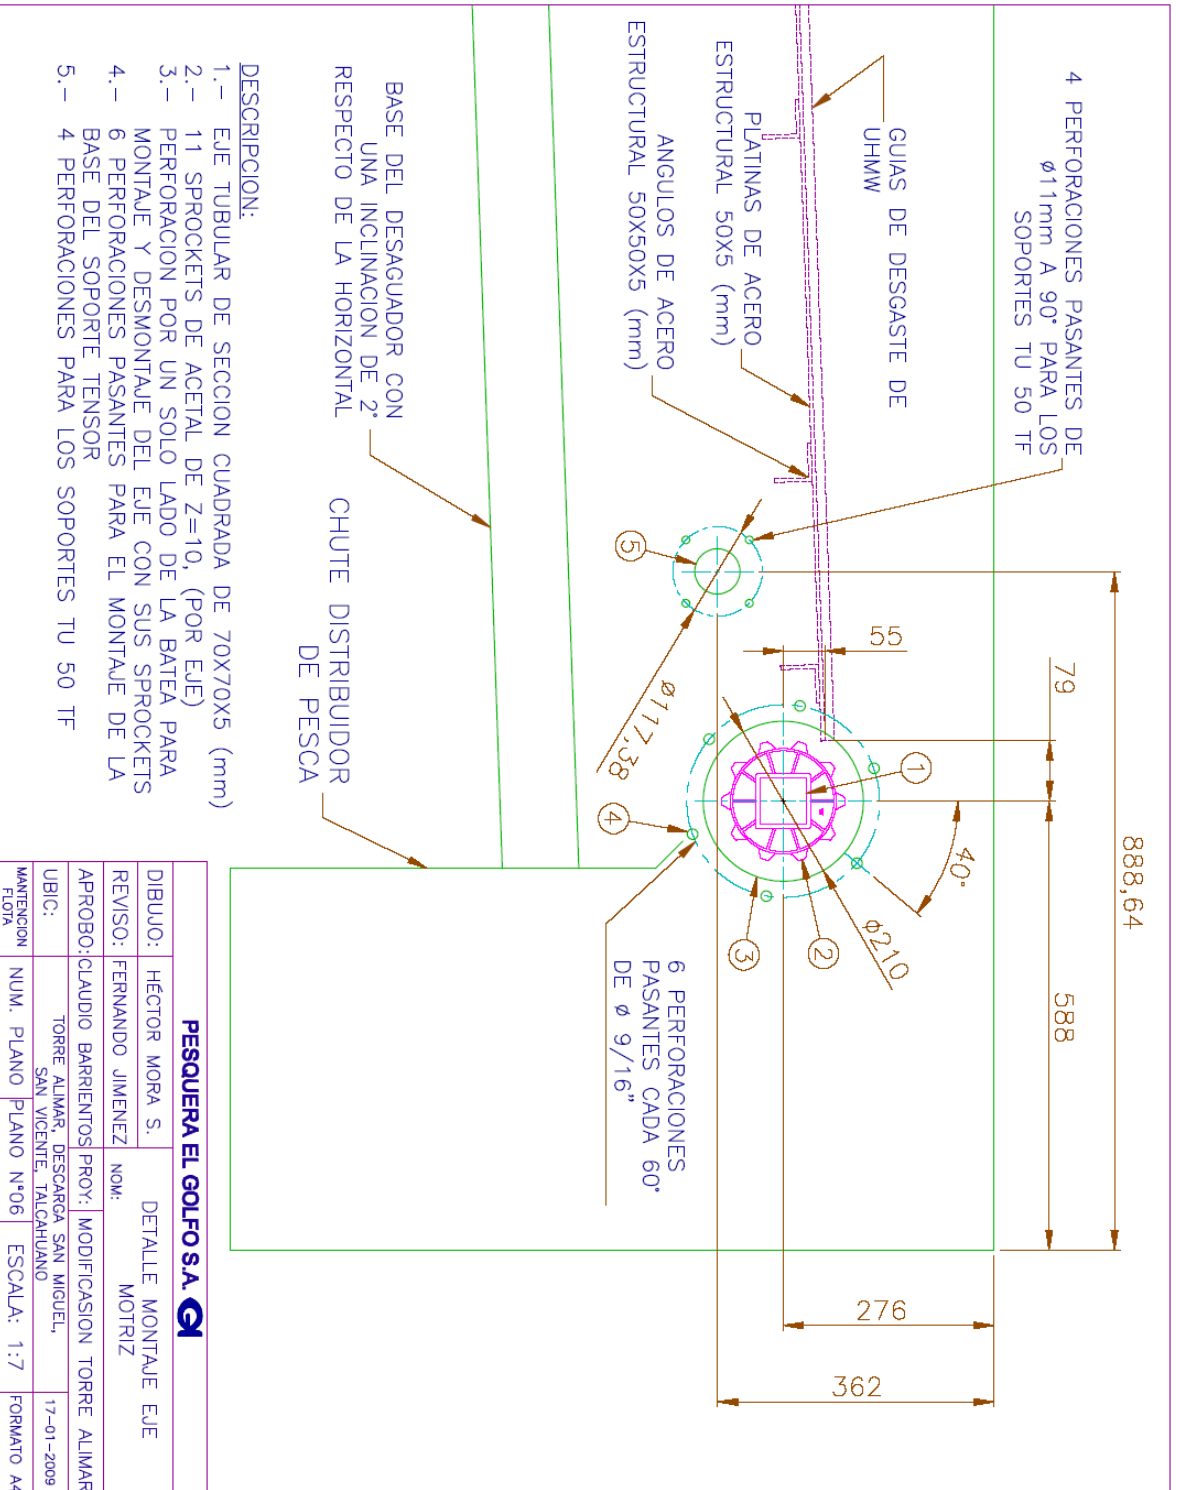 4 PERFORACIONES PASANTES DE
ø11mm A 90° PARA LOS
SOPORTES TU 50 TF
GUIAS DE DESGASTE DE
UHMW
PLATINAS DE ACERO
ESTRUCTURAL 50X5 (mm)
ANGULOS DE ACERO
ESTRUCTURAL 50X50X5 (mm)
BASE DEL DESAGUADOR CON
UNA INCLINACION DE 2°
RESPECTO DE LA HORIZONTAL
CHUTE DISTRIBUIDOR
DE PESCA
888,64
588
79
55
40°
ø210
ø117,38
276
362
1
2
3
4
5
6 PERFORACIONES
PASANTES CADA 60°
DE ø 9/16"
DESCRIPCION:
1.- EJE TUBULAR DE SECCION CUADRADA DE 70X70X5 (mm)
2.- 11 SPROCKETS DE ACETAL DE Z=10, (POR EJE)
3.- PERFORACION POR UN SOLO LADO DE LA BATEA PARA
MONTAJE Y DESMONTAJE DEL EJE CON SUS SPROCKETS
4.- 6 PERFORACIONES PASANTES PARA EL MONTAJE DE LA
BASE DEL SOPORTE TENSOR
5.- 4 PERFORACIONES PARA LOS SOPORTES TU 50 TF
PESQUERA EL GOLFO S.A.
DIBUJO: HÉCTOR MORA S.
REVISO: FERNANDO JIMENEZ
NOM: DETALLE MONTAJE EJE
MOTRIZ
APROBO: CLAUDIO BARRIENTOS
PROY: MODIFICASION TORRE ALIMAR
UBIC: TORRE ALIMAR, DESCARGA SAN MIGUEL,
SAN VICENTE, TALCAHUANO
17-01-2009
MANTENCION
FLOTA
NUM. PLANO
PLANO N°06
ESCALA: 1:7
FORMATO A4